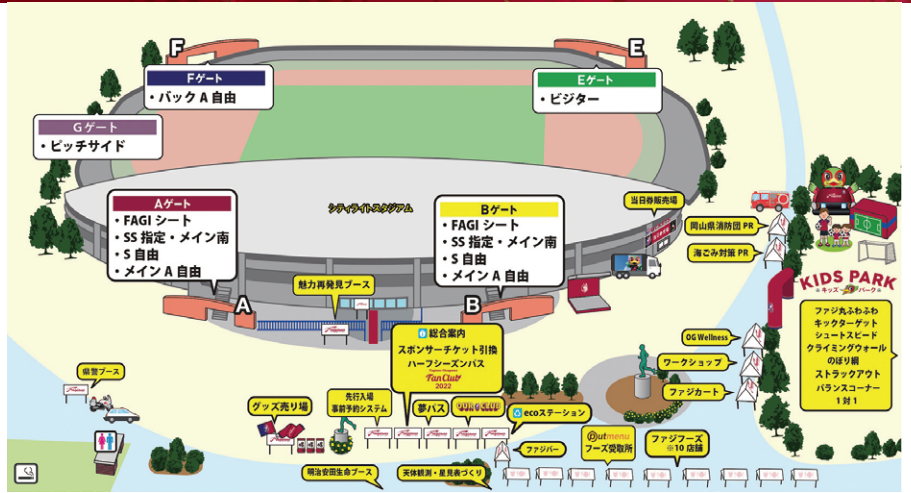 F
E
Fゲート
・バックA自由
Eゲート
・ビジター
Gゲート
・ピッチサイド
Aゲート
・FAGIシート
・SS指定・メイン南
・S自由
・メインA自由
シティライトスタジアム
Bゲート
・FAGIシート
・SS指定・メイン南
・S自由
・メインA自由
当日券販売場
岡山県消防団PR
海ごみ対策PR
KIDS PARK
キッズパーク
ファジ丸ふわふわ
キックターゲット
シュートスピード
クライミングウォール
のぼり綱
ストラックアウト
バランスコーナー
1対1
魅力再発見ブース
A
B
総合案内
スポンサーチケット引換
ハーフシーズンパス
FanClub
2022
OG Wellness
ワークショップ
ファジカート
県警ブース
グッズ売り場
先行入場
事前予約システム
夢パス
OUR CLUB
ecoステーション
ファジバー
Putmenu
フーズ受取所
ファジフーズ
※10店舗
明治安田生命ブース
天体観測・星見表づくり